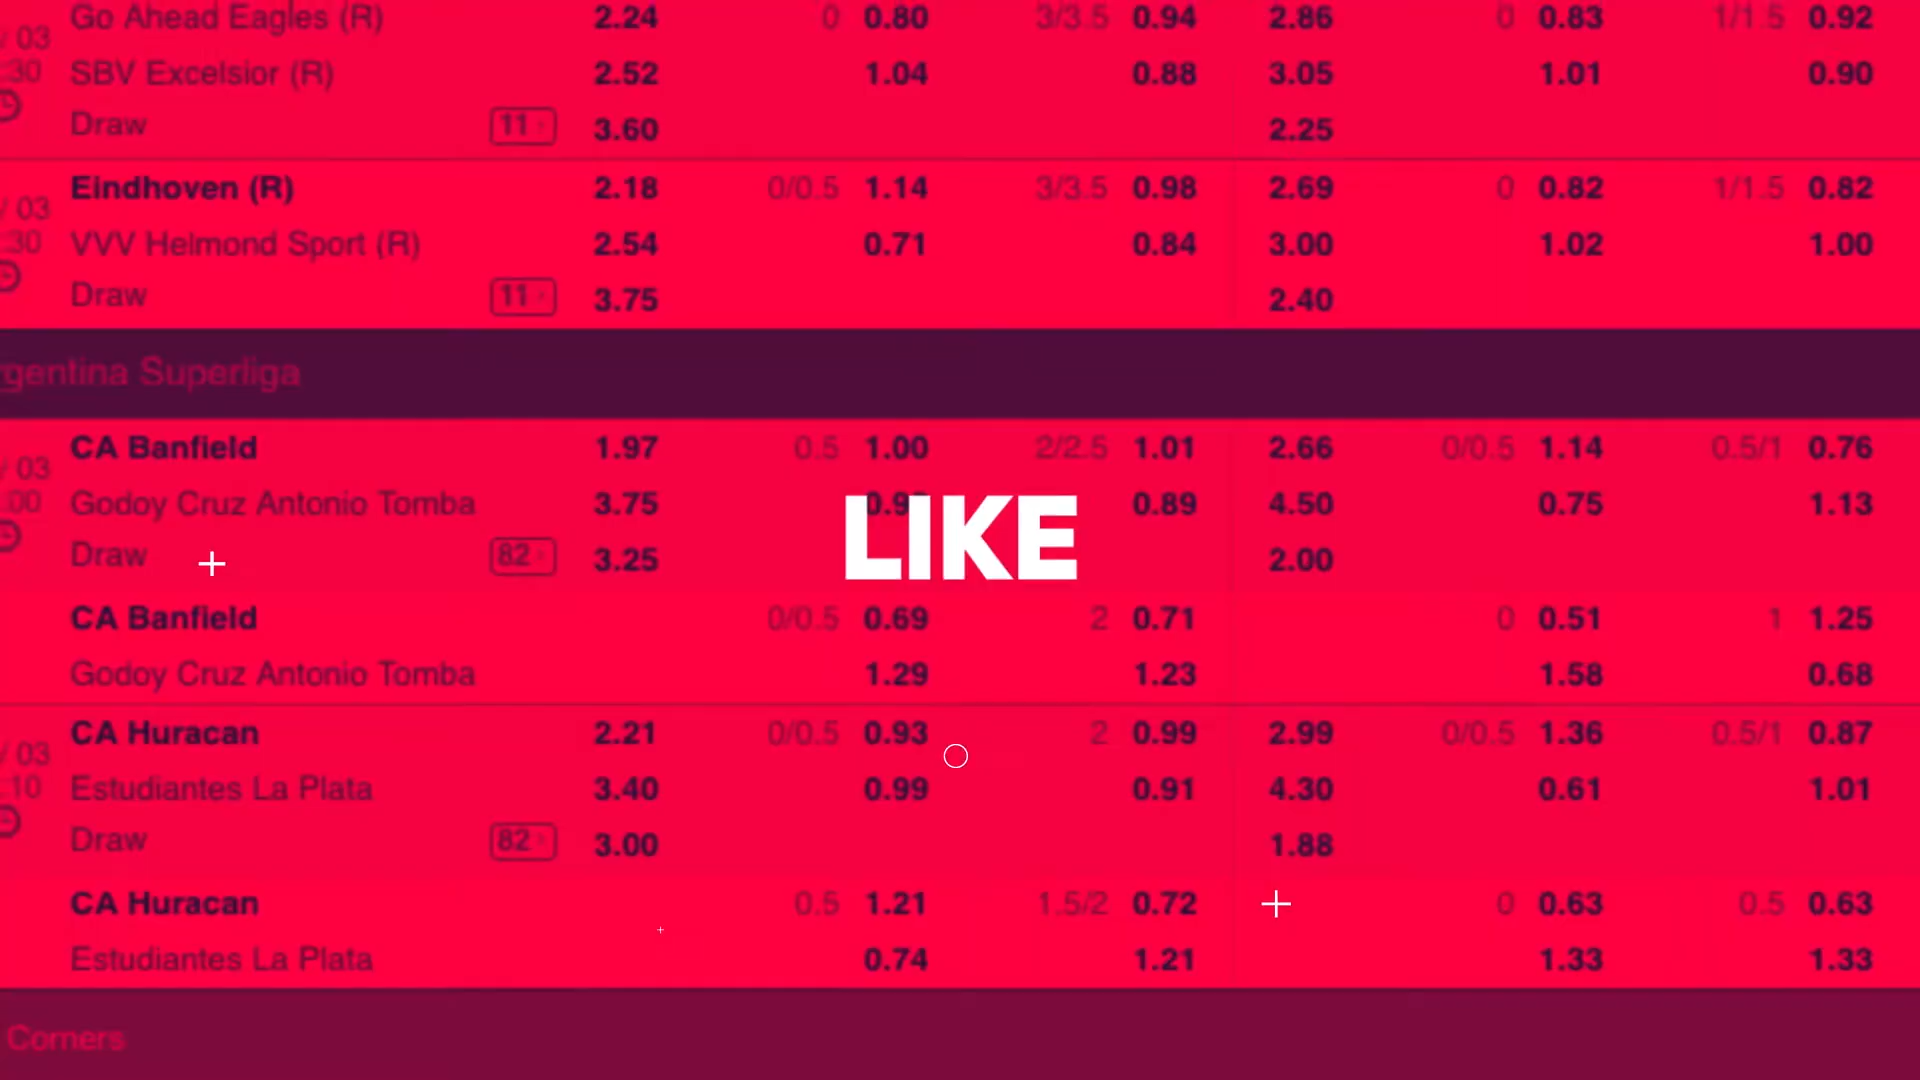 Go Ahead Eagles (R) 2.24 0 0.80 3/3.5 0.94 2.86 0 0.83 1/1.5 0.92
/ 03
:30 SBV Excelsior (R) 2.52 1.04 0.88 3.05 1.01 0.90
Draw 11 3.60 2.25
Eindhoven (R) 2.18 0/0.5 1.14 3/3.5 0.98 2.69 0 0.82 1/1.5 0.82
/ 03
:30 VVV Helmond Sport (R) 2.54 0.71 0.84 3.00 1.02 1.00
Draw 11 3.75 2.40
rgentina Superliga
CA Banfield 1.97 0.5 1.00 2/2.5 1.01 2.66 0/0.5 1.14 0.5/1 0.76
/ 03
:00 Godoy Cruz Antonio Tomba 3.75 0.89 4.50 0.75 1.13
LIKE
Draw 82 3.25 2.00
CA Banfield 0/0.5 0.69 2 0.71 0 0.51 1 1.25
Godoy Cruz Antonio Tomba 1.29 1.23 1.58 0.68
CA Huracan 2.21 0/0.5 0.93 2 0.99 2.99 0/0.5 1.36 0.5/1 0.87
/ 03
:10 Estudiantes La Plata 3.40 0.99 0.91 4.30 0.61 1.01
Draw 82 3.00 1.88
CA Huracan 0.5 1.21 1.5/2 0.72 0 0.63 0.5 0.63
Estudiantes La Plata 0.74 1.21 1.33 1.33
Corners